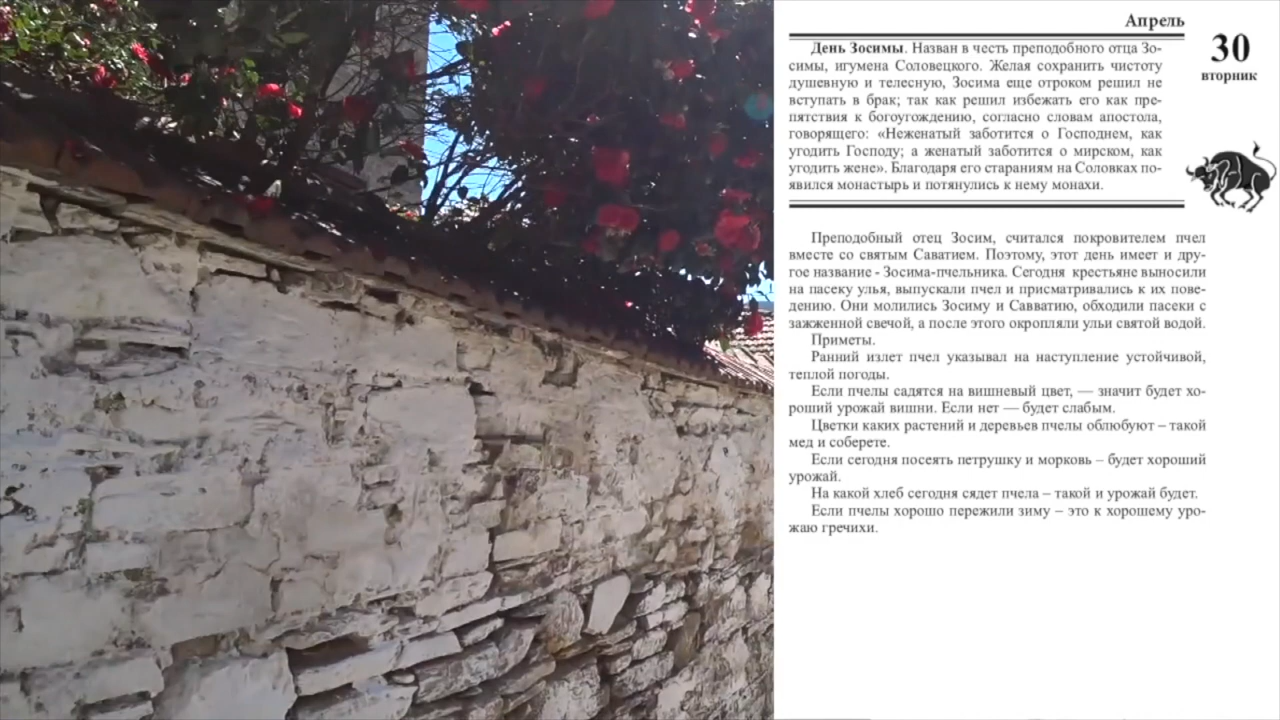 Апрель
30
вторник
День Зосимы. Назван в честь преподобного отца Зо-
симы, игумена Соловецкого. Желая сохранить чистоту
душевную и телесную, Зосима еще отроком решил не
вступать в брак; так как решил избежать его как пре-
пятствия к богоугождению, согласно словам апостола,
говорящего: «Неженатый заботится о Господнем, как
угодить Господу; а женатый заботится о мирском, как
угодить жене». Благодаря его стараниям на Соловках по-
явился монастырь и потянулись к нему монахи.
Преподобный отец Зосим, считался покровителем пчел
вместе со святым Саватием. Поэтому, этот день имеет и дру-
гое название - Зосима-пчельника. Сегодня крестьяне выносили
на пасеку улья, выпускали пчел и присматривались к их пове-
дению. Они молились Зосиму и Савватию, обходили пасеки с
зажженной свечой, а после этого окропляли ульи святой водой.
Приметы.
Ранний излет пчел указывал на наступление устойчивой,
теплой погоды.
Если пчелы садятся на вишневый цвет, — значит будет хо-
роший урожай вишни. Если нет — будет слабым.
Цветки каких растений и деревьев пчелы облюбуют – такой
мед и соберете.
Если сегодня посеять петрушку и морковь – будет хороший
урожай.
На какой хлеб сегодня сядет пчела – такой и урожай будет.
Если пчелы хорошо пережили зиму – это к хорошему уро-
жаю гречихи.